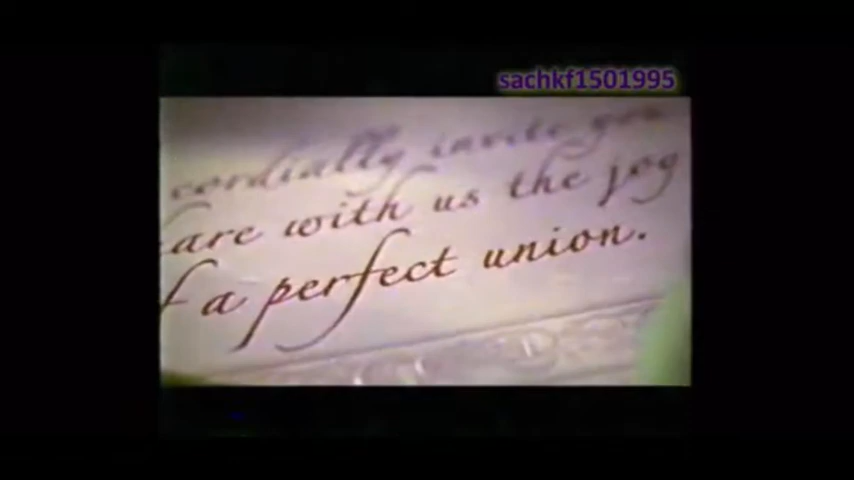 sachkf1501995
cordially invite you
are with us the joy
f a perfect union.